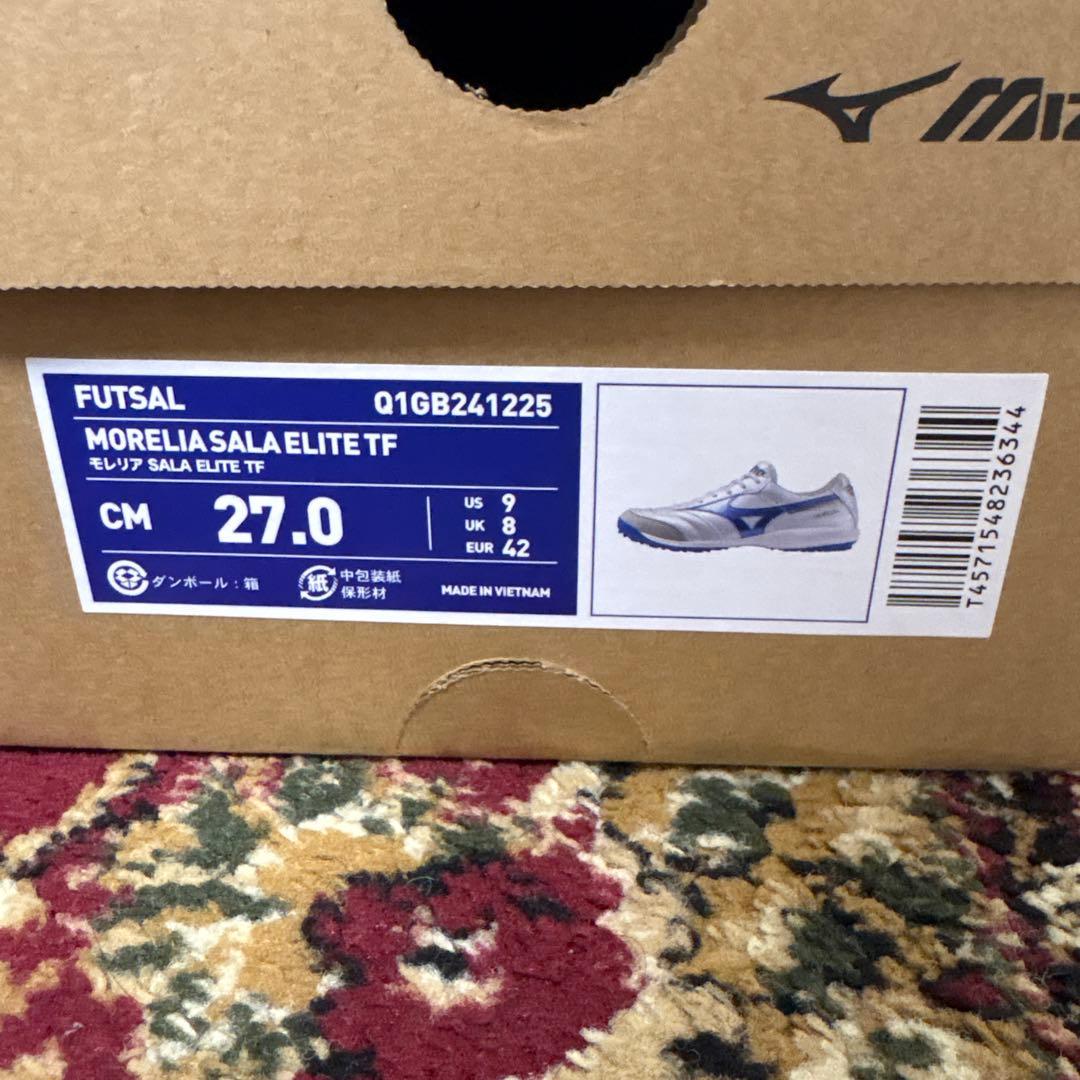 MIZ
FUTSAL Q1GB241225
MORELIA SALA ELITE TF
モレリア SALA ELITE TF
CM 27.0
US 9
UK 8
EUR 42
ダンボール：箱
紙 中包装紙
保形材
MADE IN VIETNAM
T4571548236344